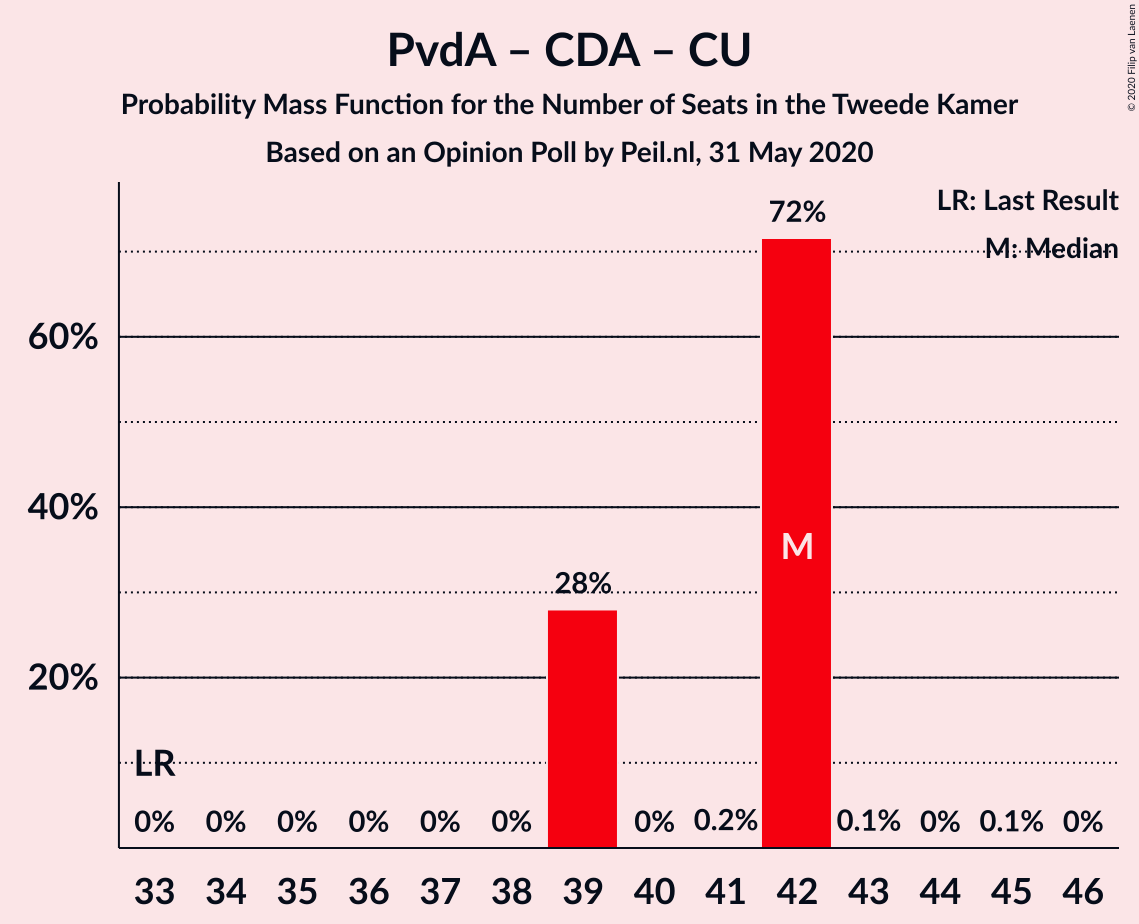 PvdA – CDA – CU
Probability Mass Function for the Number of Seats in the Tweede Kamer
Based on an Opinion Poll by Peil.nl, 31 May 2020
© 2020 Filip van Laenen
LR: Last Result
M: Median
60%
40%
20%
72%
28%
M
LR
0% 0% 0% 0% 0% 0% 0% 0.2% 0.1% 0% 0.1% 0%
33 34 35 36 37 38 39 40 41 42 43 44 45 46